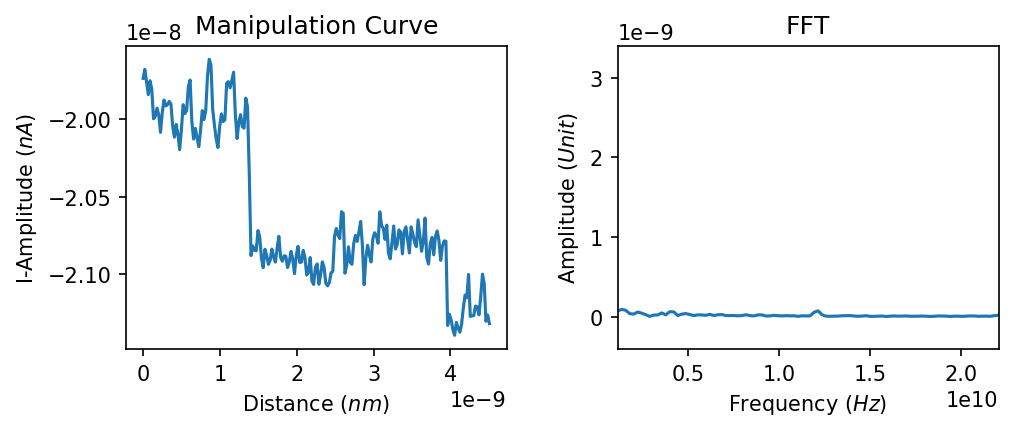 Manipulation Curve
1e−8
I-Amplitude (nA)
−2.00
−2.05
−2.10
0 1 2 3 4
1e−9
Distance (nm)
FFT
1e−9
Amplitude (Unit)
3
2
1
0
0.5 1.0 1.5 2.0
1e10
Frequency (Hz)